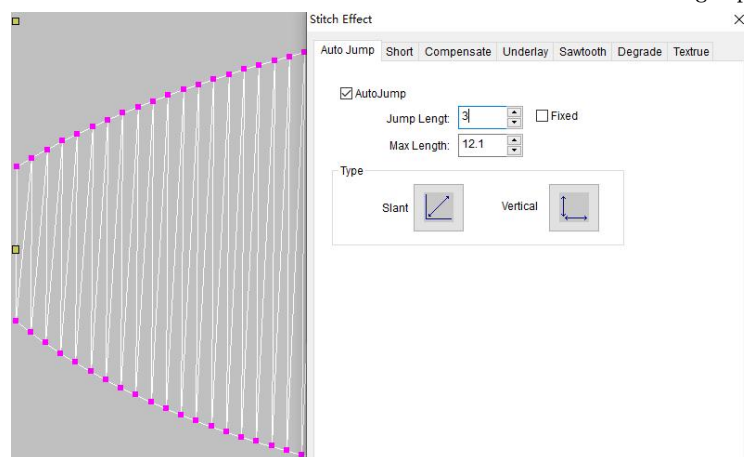 Stitch Effect
Auto Jump Short Compensate Underlay Sawtooth Degrade Textrue
AutoJump
Jump Lengt: 3 Fixed
Max Length: 12.1
Type
Slant Vertical